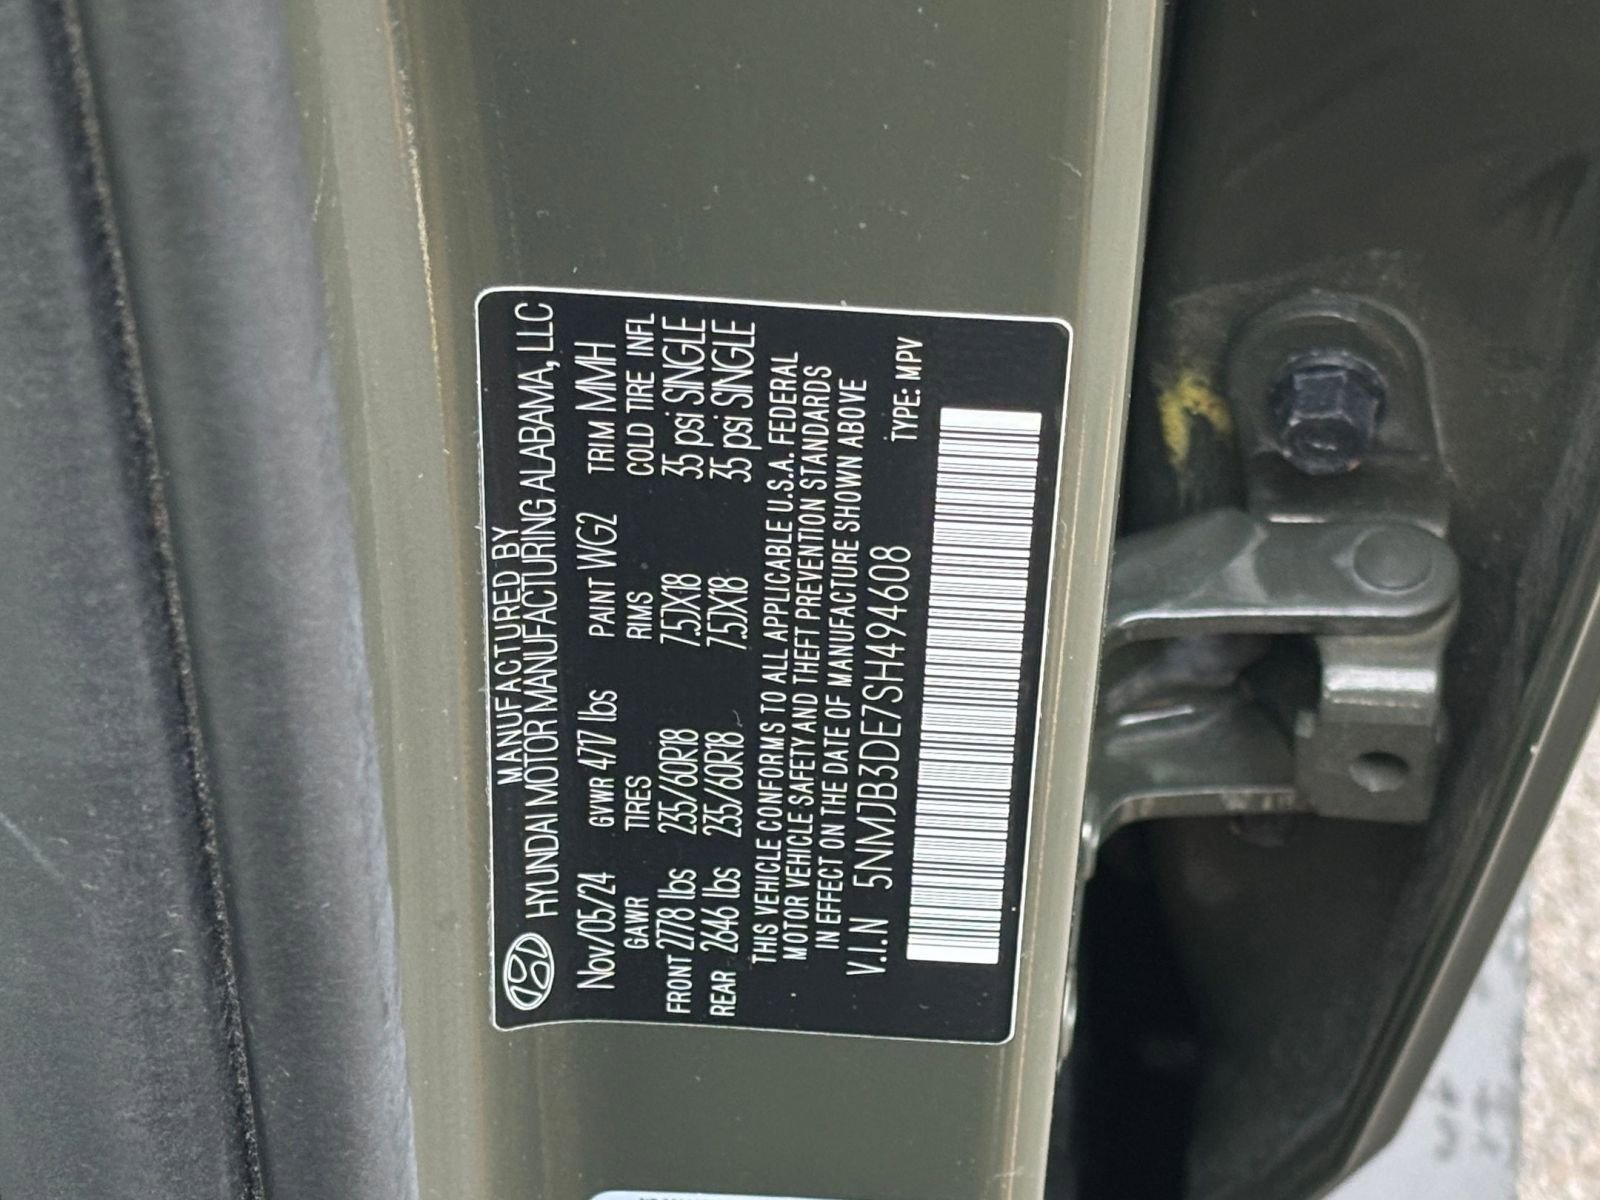 MANUFACTURED BY
HYUNDAI MOTOR MANUFACTURING ALABAMA, LLC
Nov/05/24 GVWR 4717 lbs PAINT WG2 TRIM MMH
GAWR TIRES RIMS COLD TIRE INFL
FRONT 2778 lbs 235/60R18 7.5JX18 35 psi SINGLE
REAR 2646 lbs 235/60R18 7.5JX18 35 psi SINGLE
THIS VEHICLE CONFORMS TO ALL APPLICABLE U.S.A. FEDERAL
MOTOR VEHICLE SAFETY AND THEFT PREVENTION STANDARDS
IN EFFECT ON THE DATE OF MANUFACTURE SHOWN ABOVE
V.I.N 5NMJB3DE7SH494608 TYPE: MPV